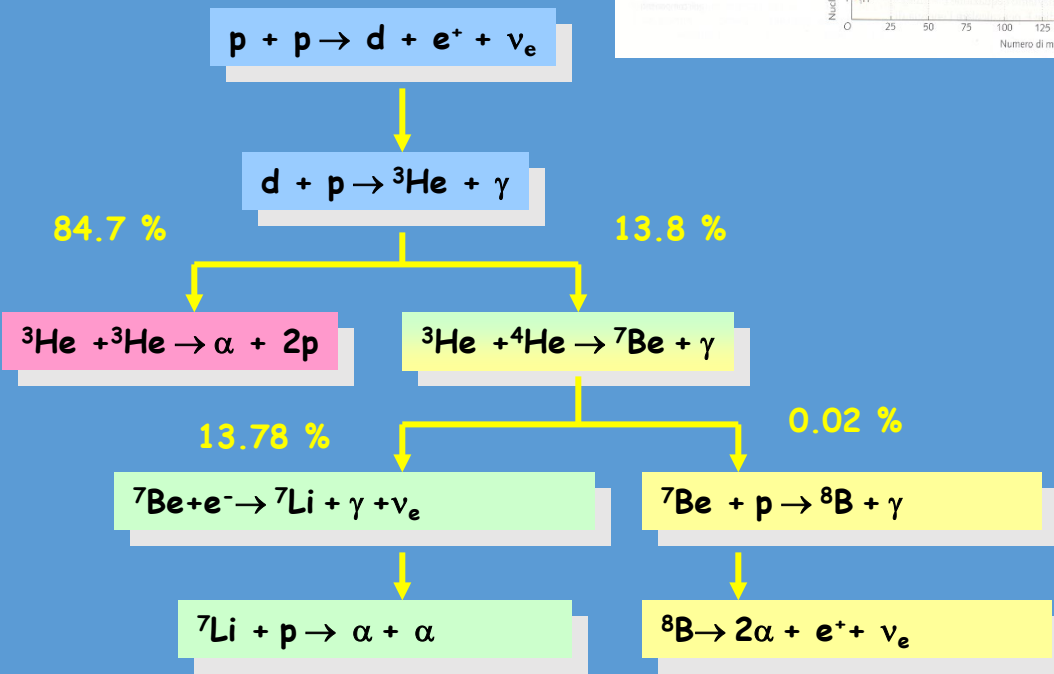 Nucl
O 25 50 75 100 125
Numero di m
p + p → d + e⁺ + νₑ
d + p → ³He + γ
84.7 %
13.8 %
³He +³He → α + 2p
³He +⁴He → ⁷Be + γ
13.78 %
0.02 %
⁷Be+e⁻→ ⁷Li + γ +νₑ
⁷Be + p → ⁸B + γ
⁷Li + p → α + α
⁸B→ 2α + e⁺+ νₑ